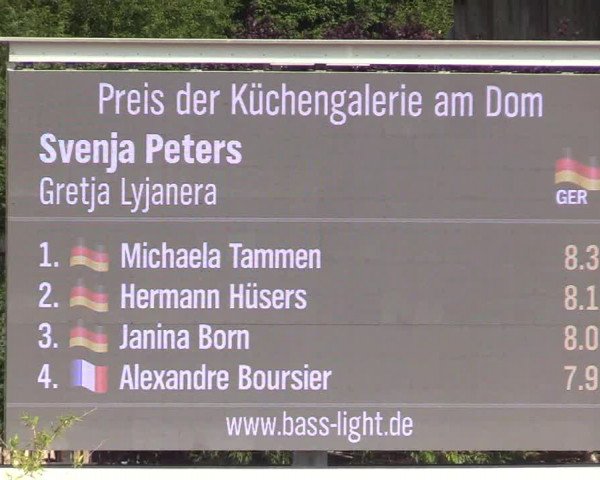 Preis der Küchengalerie am Dom
Svenja Peters
Gretja Lyjanera
GER
1. Michaela Tammen 8.3
2. Hermann Hüsers 8.1
3. Janina Born 8.0
4. Alexandre Boursier 7.9
www.bass-light.de